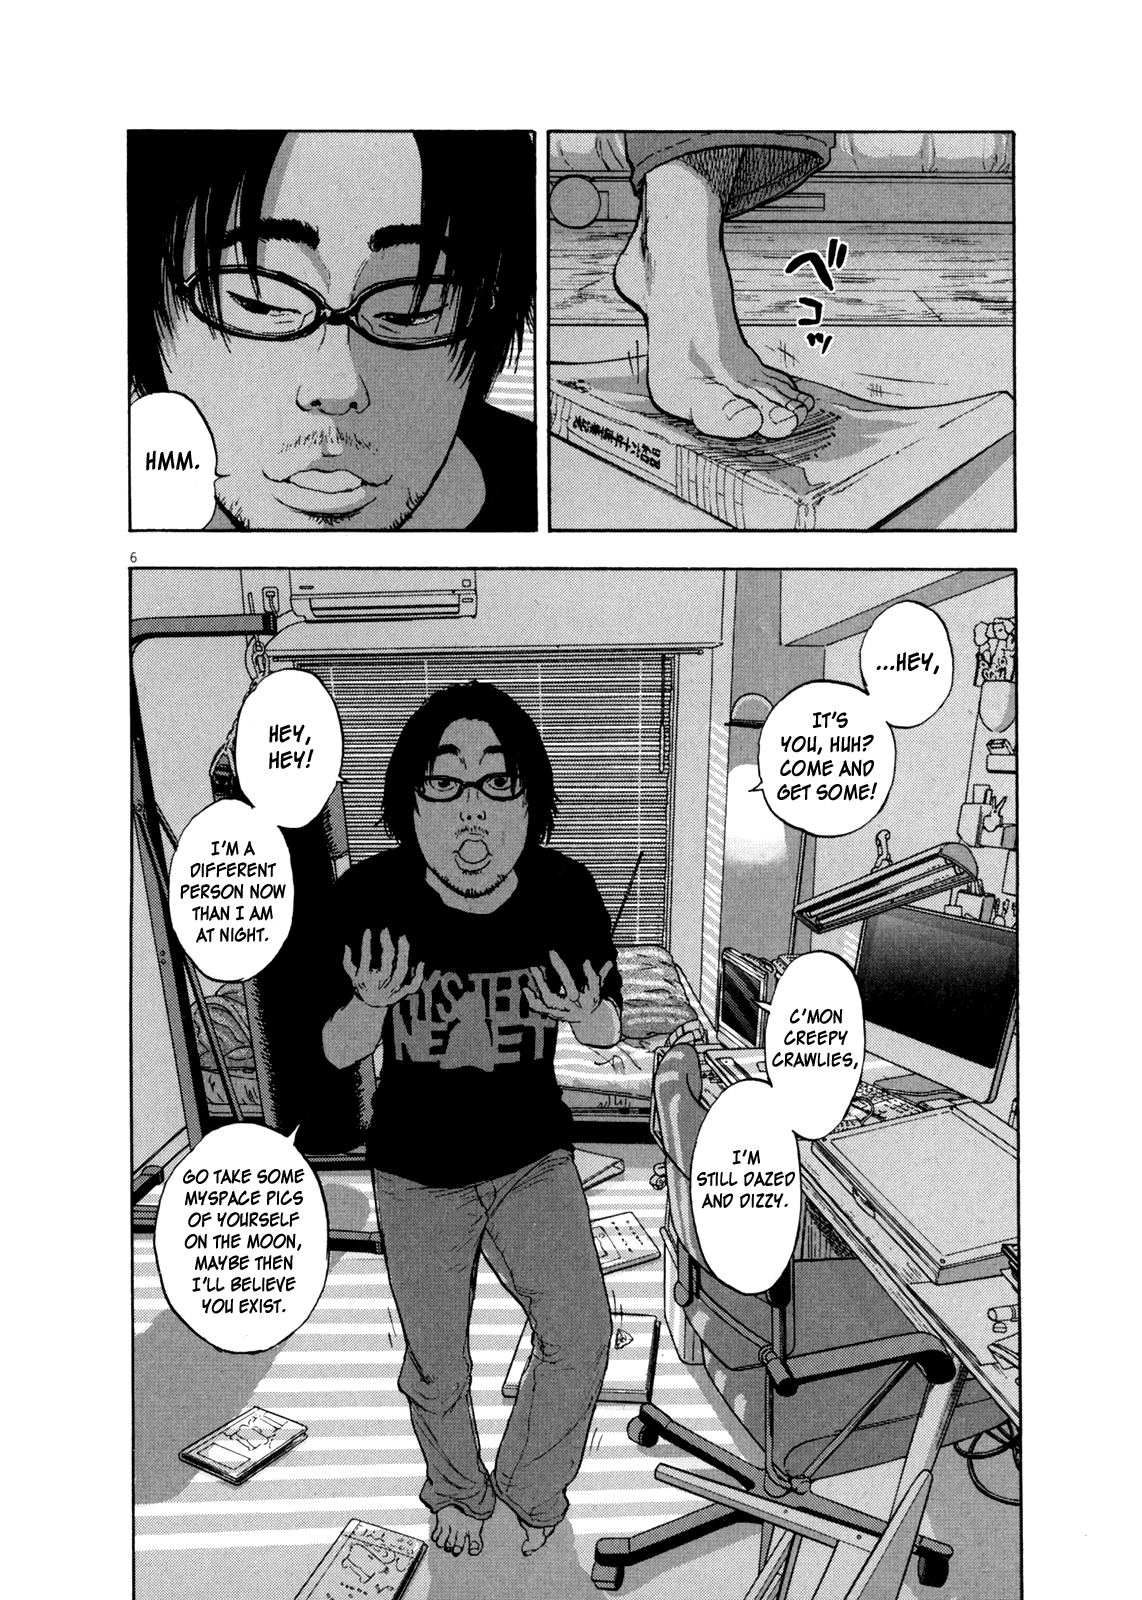 ベ
コ
ッ
HMM.
6
...HEY,
IT'S
YOU, HUH?
COME AND
GET SOME!
C'MON
CREEPY
CRAWLIES,
I'M
STILL DAZED
AND DIZZY.
HEY,
HEY!
I'M A
DIFFERENT
PERSON NOW
THAN I AM
AT NIGHT.
GO TAKE SOME
MYSPACE PICS
OF YOURSELF
ON THE MOON,
MAYBE THEN
I'LL BELIEVE
YOU EXIST.